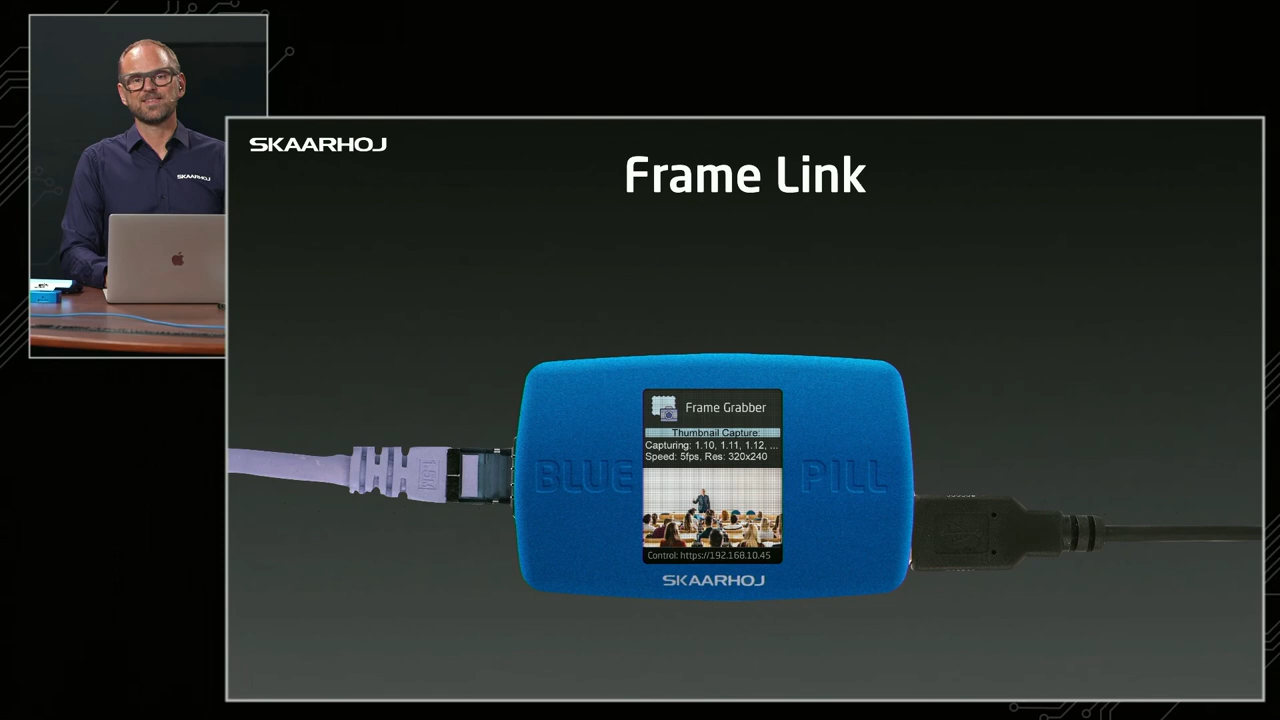 SKAARHOJ
SKAARHOJ
Frame Link
Frame Grabber
Thumbnail Capture:
Capturing: 1.10, 1.11, 1.12, ...
Speed: 5fps, Res: 320x240
BLUE PILL
Control: https://192.168.10.45
SKAARHOJ